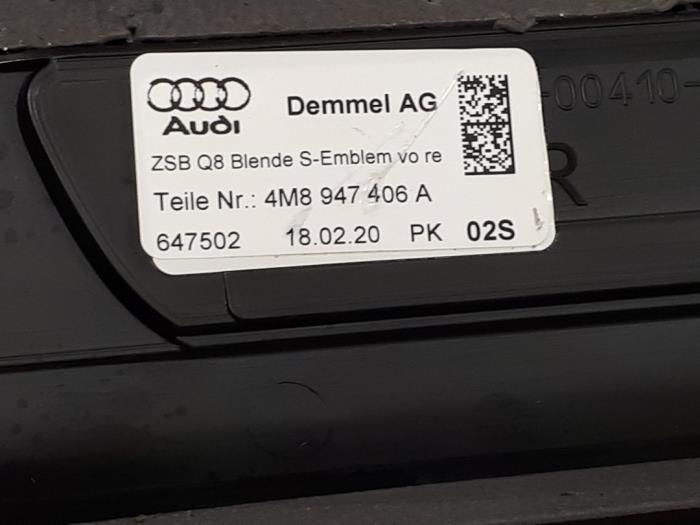 Audi
Demmel AG
ZSB Q8 Blende S-Emblem vo re
Teile Nr.: 4M8 947 406 A
647502 18.02.20 PK 02S
-00410-
R